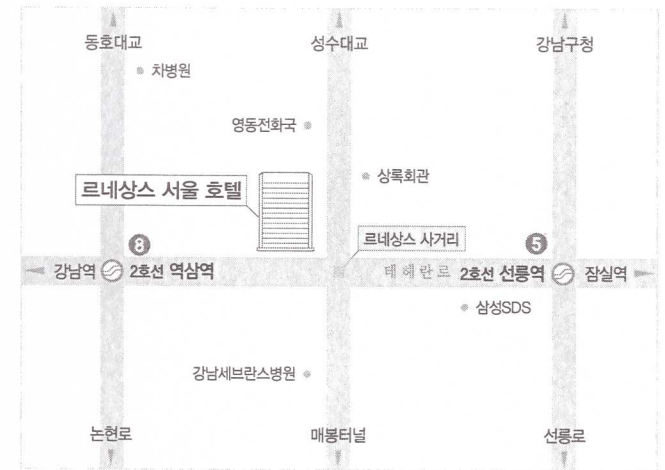 동호대교
성수대교
강남구청
차병원
영동전화국
상록회관
르네상스 서울 호텔
르네상스 사거리
8
5
강남역
2호선 역삼역
테헤란로
2호선 선릉역
잠실역
삼성SDS
강남세브란스병원
논현로
매봉터널
선릉로